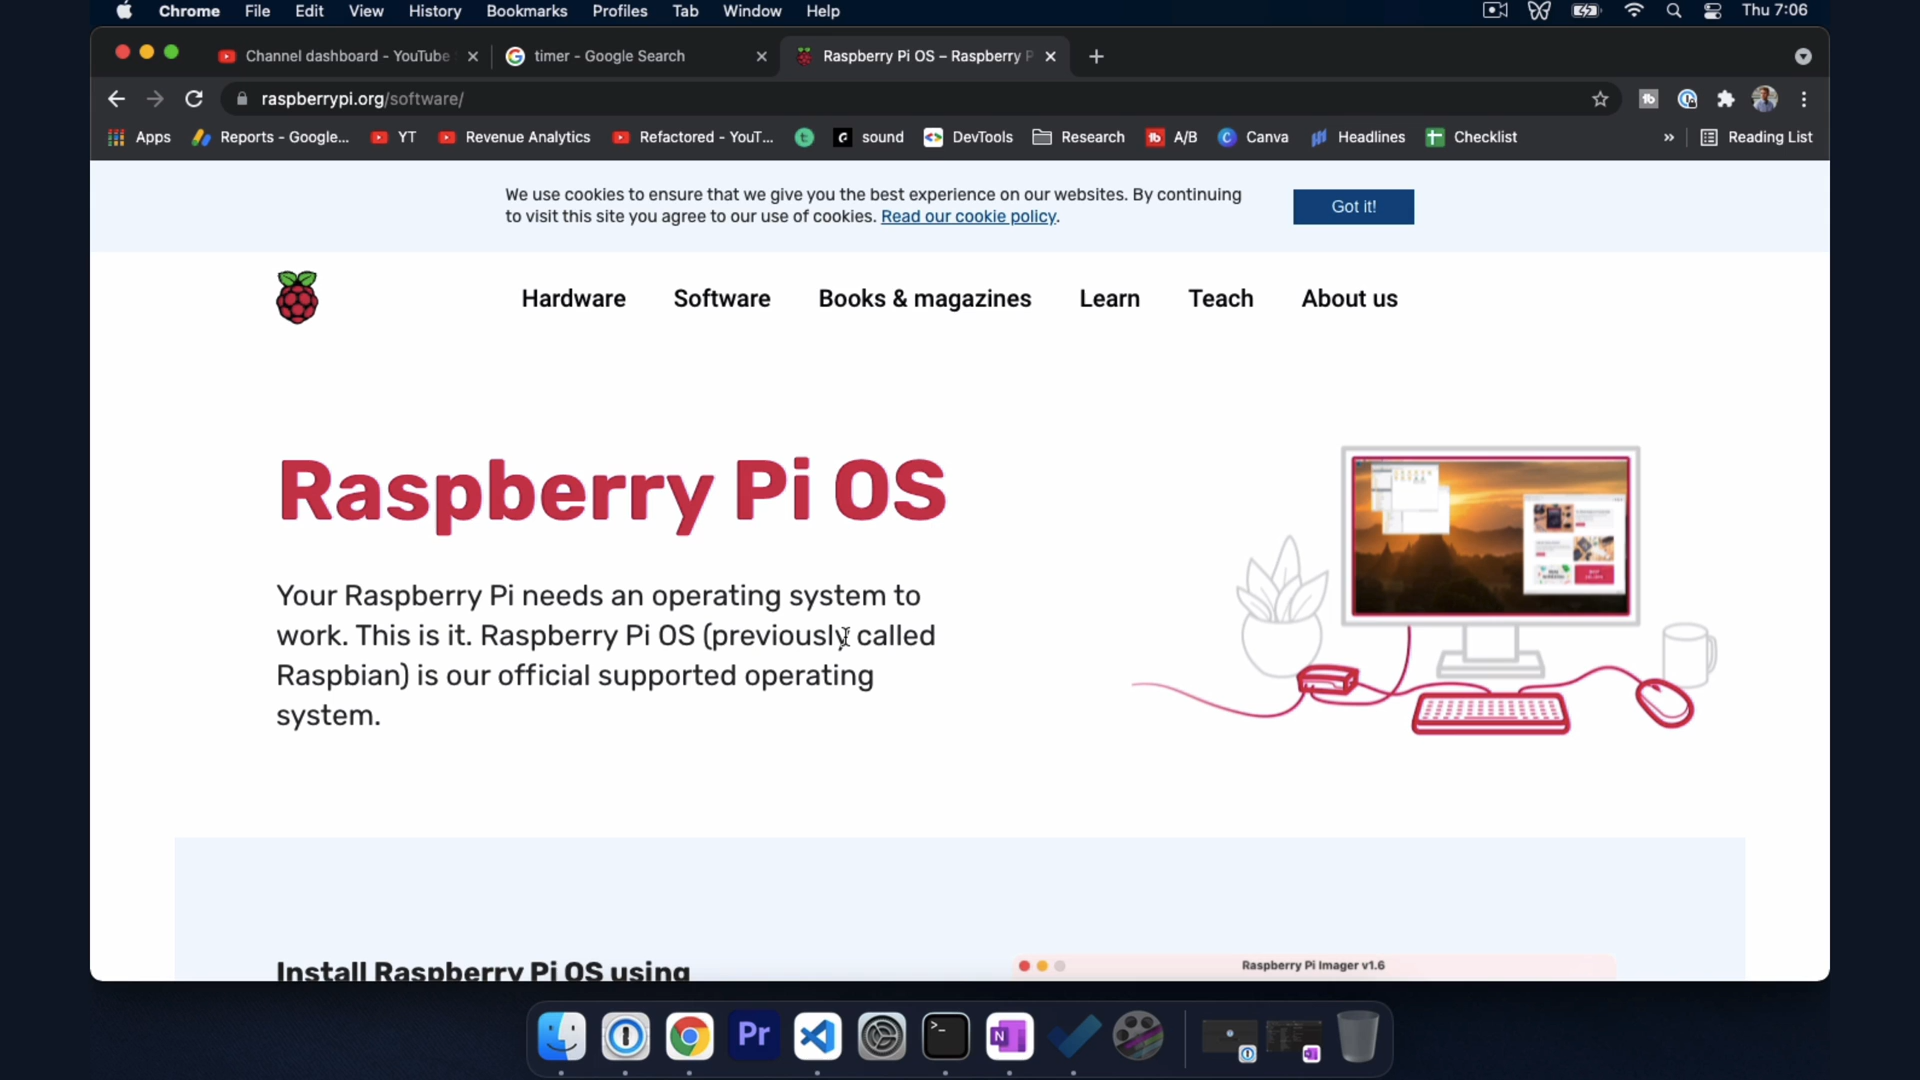 Chrome File Edit View History Bookmarks Profiles Tab Window Help Thu 7:06
Channel dashboard - YouTube timer - Google Search Raspberry Pi OS – Raspberry P
raspberrypi.org/software/
Apps Reports - Google... YT Revenue Analytics Refactored - YouT... sound DevTools Research A/B Canva Headlines Checklist » Reading List
We use cookies to ensure that we give you the best experience on our websites. By continuing
to visit this site you agree to our use of cookies. Read our cookie policy.
Got it!
Hardware Software Books & magazines Learn Teach About us
Raspberry Pi OS
Your Raspberry Pi needs an operating system to
work. This is it. Raspberry Pi OS (previously called
Raspbian) is our official supported operating
system.
Install Raspberry Pi OS using
Raspberry Pi Imager v1.6
Pr